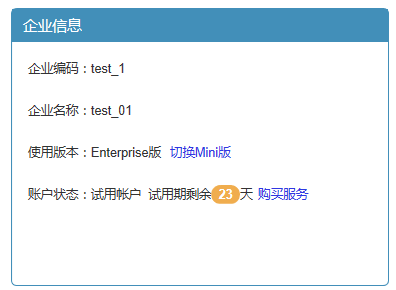 企业信息
企业编码：test_1
企业名称：test_01
使用版本：Enterprise版 切换Mini版
账户状态：试用帐户 试用期剩余 23 天 购买服务